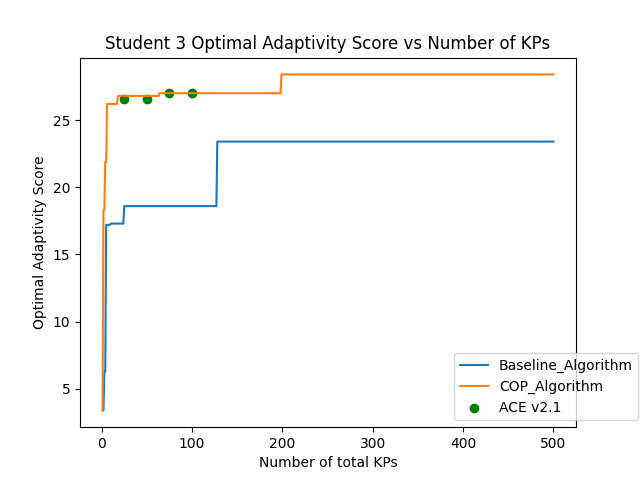 Student 3 Optimal Adaptivity Score vs Number of KPs
Optimal Adaptivity Score
25
20
15
10
5
0
100
200
300
400
500
Number of total KPs
Baseline_Algorithm
COP_Algorithm
ACE v2.1